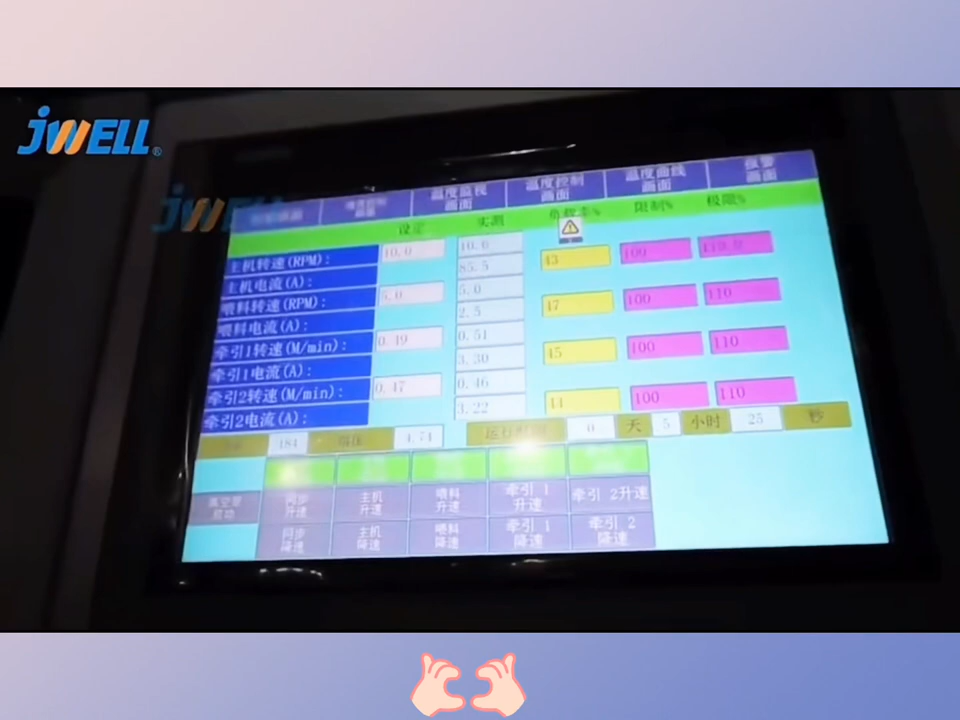 JWELL®
温度监视画面 温度控制画面 温度曲线画面 报警画面
设定 实测 负载率% 限制% 极限%
主机转速(RPM): 10.0 10.0 43 100
主机电流(A): 85.5
喂料转速(RPM): 5.0 5.0 47 100 110
喂料电流(A): 2.5
牵引1转速(M/min): 0.49 0.51 45 100 110
牵引1电流(A): 3.30
牵引2转速(M/min): 0.47 0.46 44 100 110
牵引2电流(A): 3.22
184 4.74 运行时间 0 天 5 小时 25 秒
同步升速 主机升速 喂料升速 牵引 1升速 牵引 2升速
同步降速 主机降速 喂料降速 牵引 1降速 牵引 2降速